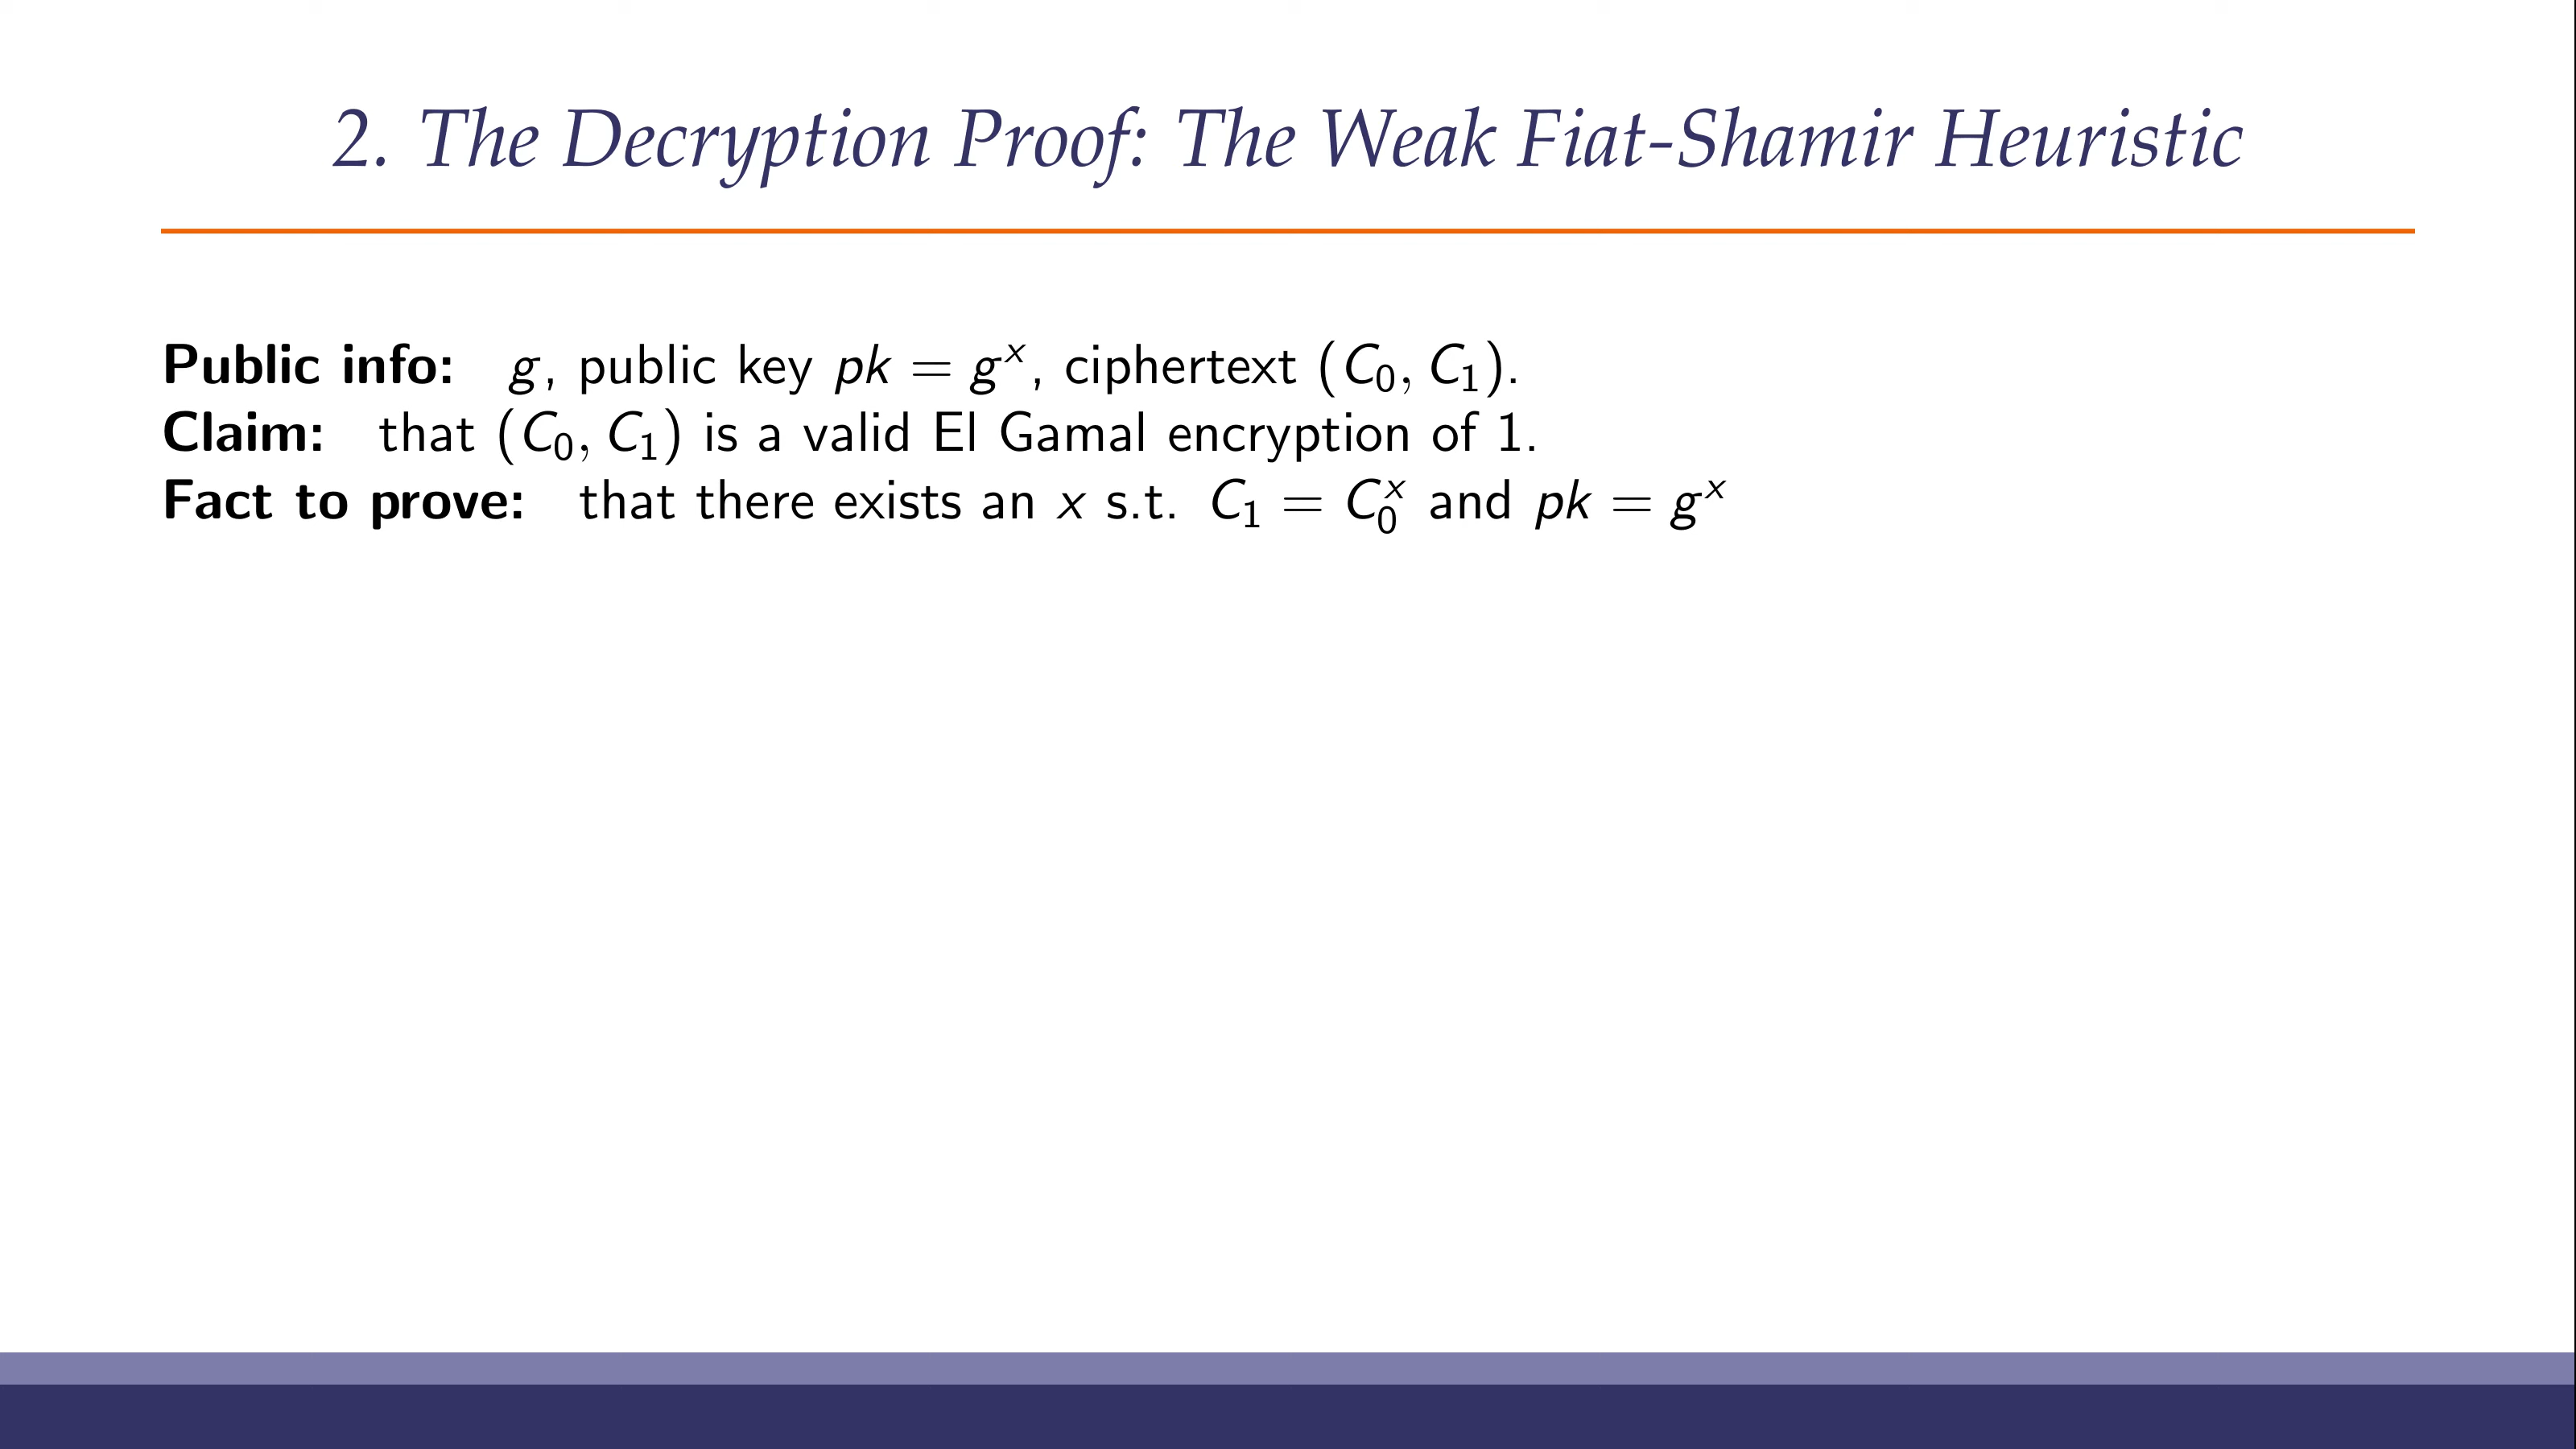 2. The Decryption Proof: The Weak Fiat-Shamir Heuristic
Public info: g, public key pk = g^x, ciphertext (C_0, C_1).
Claim: that (C_0, C_1) is a valid El Gamal encryption of 1.
Fact to prove: that there exists an x s.t. C_1 = C_0^x and pk = g^x